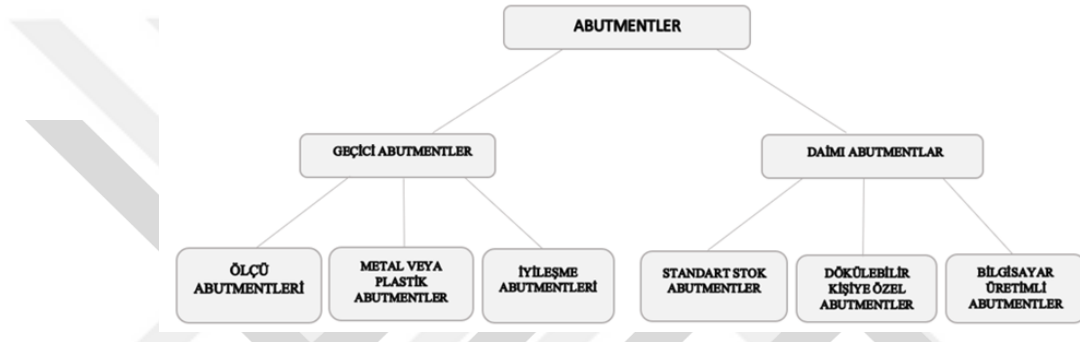 ABUTMENTLER
GEÇİCİ ABUTMENTLER
DAİMI ABUTMENTLAR
ÖLÇÜ
ABUTMENTLERİ
METAL VEYA
PLASTİK
ABUTMENTLER
İYİLEŞME
ABUTMENTLERİ
STANDART STOK
ABUTMENTLER
DÖKÜLEBİLİR
KİŞİYE ÖZEL
ABUTMENTLER
BİLGİSAYAR
ÜRETİMLİ
ABUTMENTLER